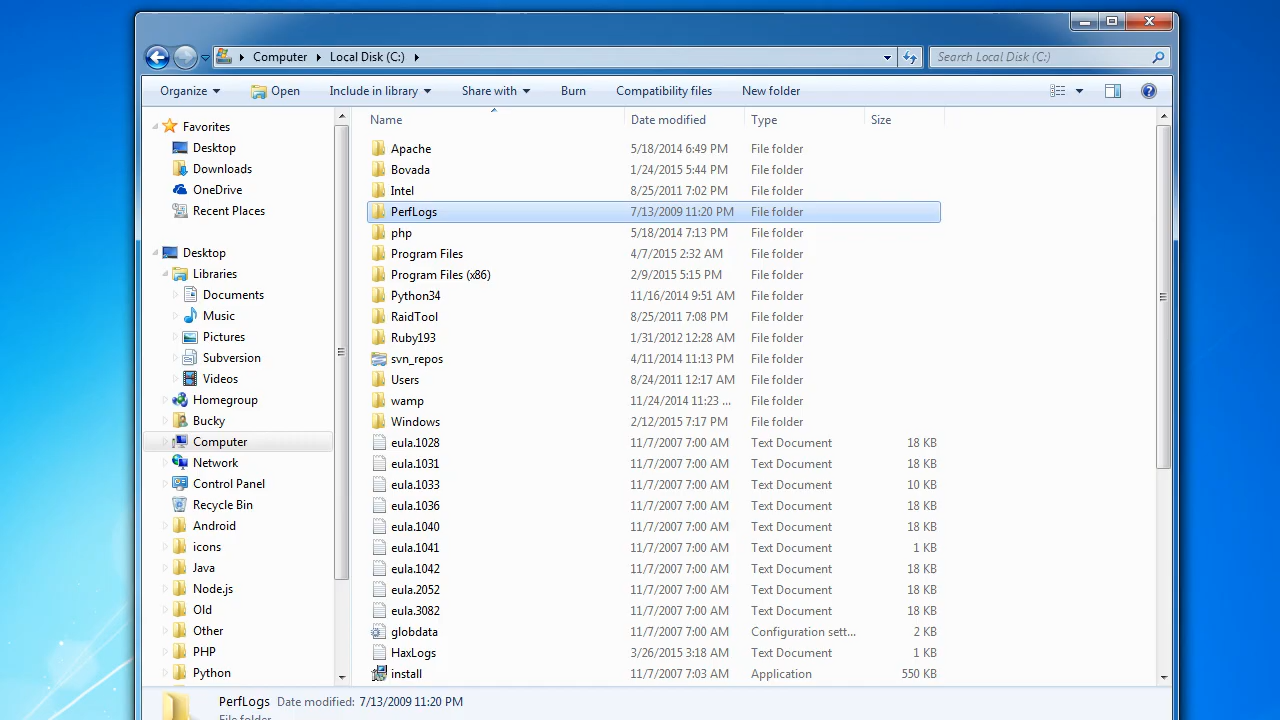 Computer Local Disk (C:)
Search Local Disk (C:)
Organize Open Include in library Share with Burn Compatibility files New folder
Name Date modified Type Size
Favorites
Desktop
Downloads
OneDrive
Recent Places
Desktop
Libraries
Documents
Music
Pictures
Subversion
Videos
Homegroup
Bucky
Computer
Network
Control Panel
Recycle Bin
Android
icons
Java
Node.js
Old
Other
PHP
Python
Apache 5/18/2014 6:49 PM File folder
Bovada 1/24/2015 5:44 PM File folder
Intel 8/25/2011 7:02 PM File folder
PerfLogs 7/13/2009 11:20 PM File folder
php 5/18/2014 7:13 PM File folder
Program Files 4/7/2015 2:32 AM File folder
Program Files (x86) 2/9/2015 5:15 PM File folder
Python34 11/16/2014 9:51 AM File folder
RaidTool 8/25/2011 7:08 PM File folder
Ruby193 1/31/2012 12:28 AM File folder
svn_repos 4/11/2014 11:13 PM File folder
Users 8/24/2011 12:17 AM File folder
wamp 11/24/2014 11:23 ... File folder
Windows 2/12/2015 7:17 PM File folder
eula.1028 11/7/2007 7:00 AM Text Document 18 KB
eula.1031 11/7/2007 7:00 AM Text Document 18 KB
eula.1033 11/7/2007 7:00 AM Text Document 10 KB
eula.1036 11/7/2007 7:00 AM Text Document 18 KB
eula.1040 11/7/2007 7:00 AM Text Document 18 KB
eula.1041 11/7/2007 7:00 AM Text Document 1 KB
eula.1042 11/7/2007 7:00 AM Text Document 18 KB
eula.2052 11/7/2007 7:00 AM Text Document 18 KB
eula.3082 11/7/2007 7:00 AM Text Document 18 KB
globdata 11/7/2007 7:00 AM Configuration sett... 2 KB
HaxLogs 3/26/2015 3:18 AM Text Document 1 KB
install 11/7/2007 7:03 AM Application 550 KB
PerfLogs Date modified: 7/13/2009 11:20 PM
File folder